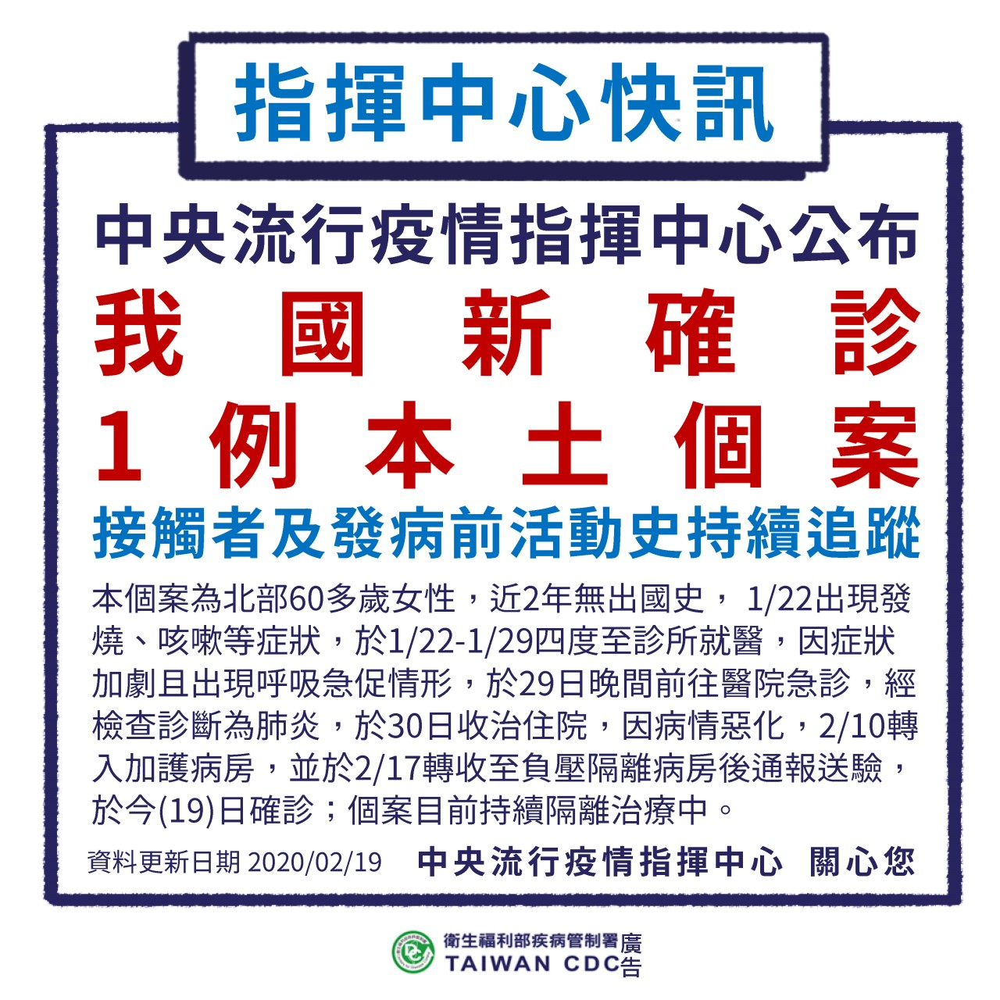 指揮中心快訊
中央流行疫情指揮中心公布
我國新確診
1例本土個案
接觸者及發病前活動史持續追蹤
本個案為北部60多歲女性，近2年無出國史， 1/22出現發
燒、咳嗽等症狀，於1/22-1/29四度至診所就醫，因症狀
加劇且出現呼吸急促情形，於29日晚間前往醫院急診，經
檢查診斷為肺炎，於30日收治住院，因病情惡化，2/10轉
入加護病房，並於2/17轉收至負壓隔離病房後通報送驗，
於今(19)日確診；個案目前持續隔離治療中。
資料更新日期 2020/02/19 中央流行疫情指揮中心 關心您
衛生福利部疾病管制署
TAIWAN CDC
廣告